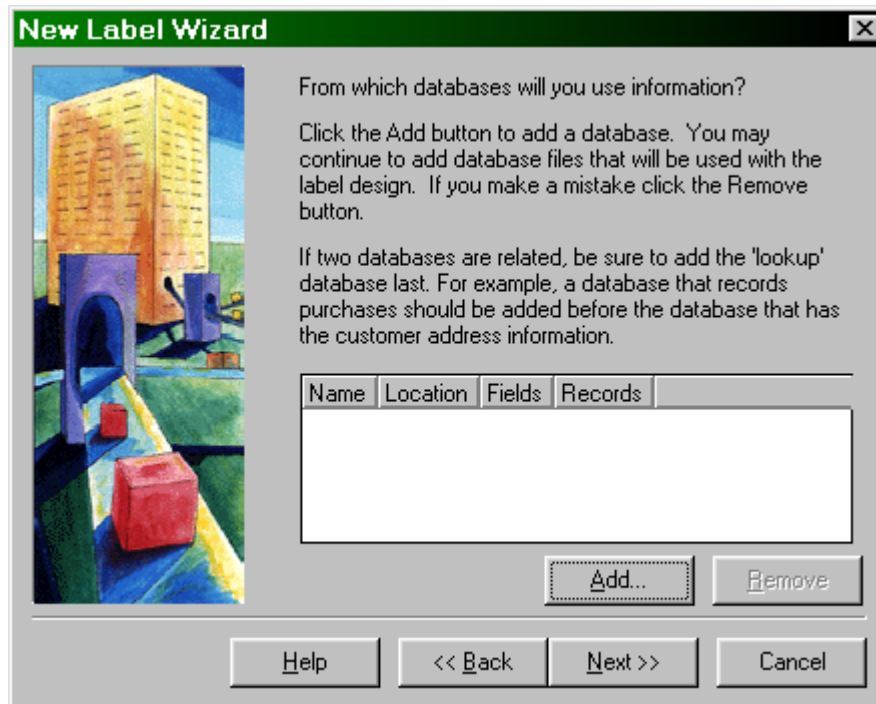 New Label Wizard
From which databases will you use information?
Click the Add button to add a database.  You may
continue to add database files that will be used with the
label design.  If you make a mistake click the Remove
button.
If two databases are related, be sure to add the 'lookup'
database last. For example, a database that records
purchases should be added before the database that has
the customer address information.
Name Location Fields Records
Add... Remove
Help << Back Next >> Cancel